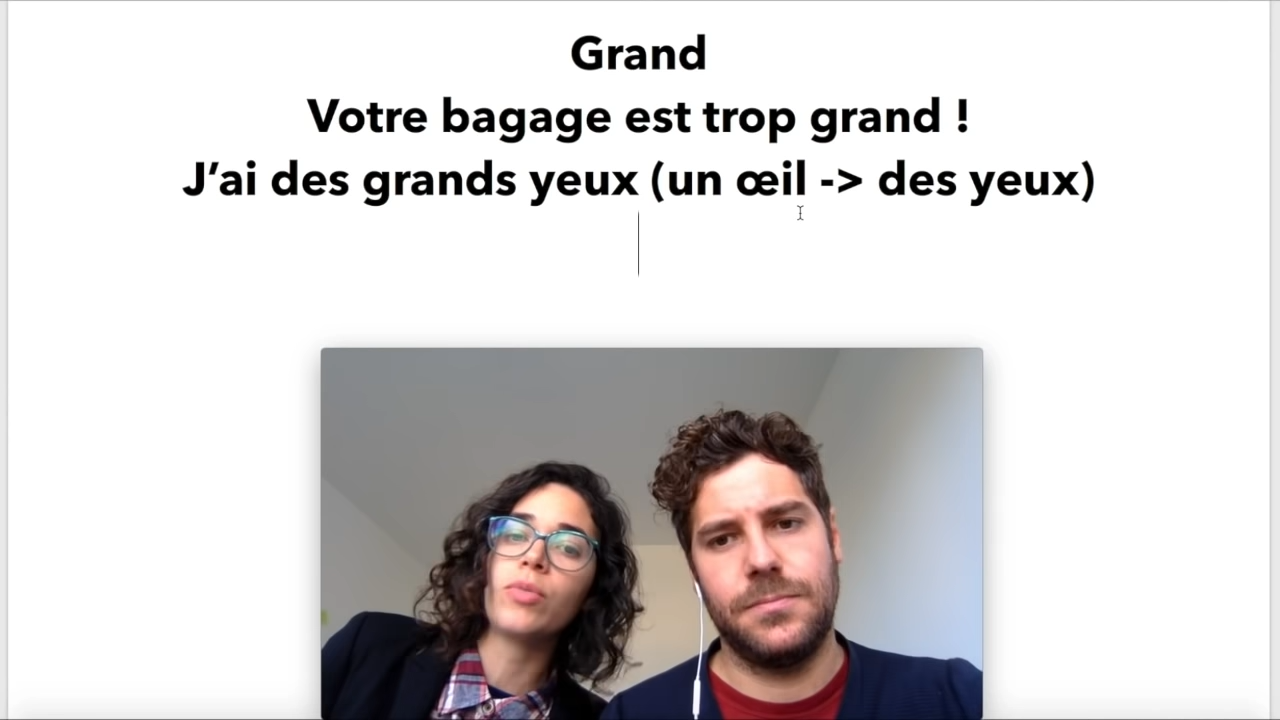 Grand
Votre bagage est trop grand !
J’ai des grands yeux (un œil -> des yeux)